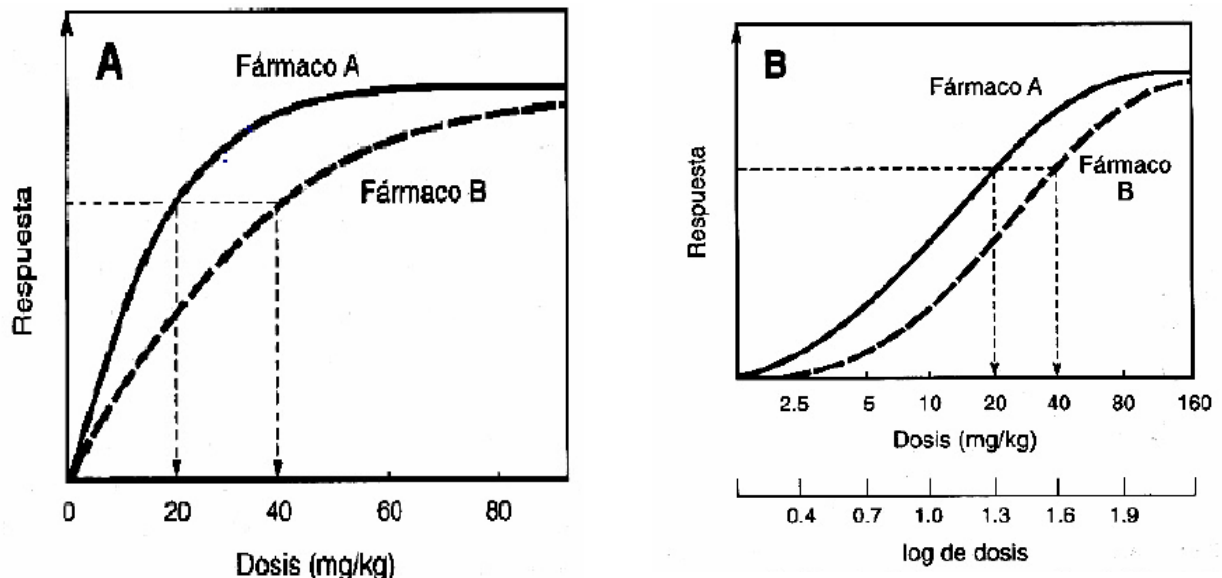 A
Fármaco A
Fármaco B
Respuesta
0 20 40 60 80
Dosis (mg/kg)
B
Fármaco A
Fármaco
B
Respuesta
2.5 5 10 20 40 80 160
Dosis (mg/kg)
0.4 0.7 1.0 1.3 1.6 1.9
log de dosis